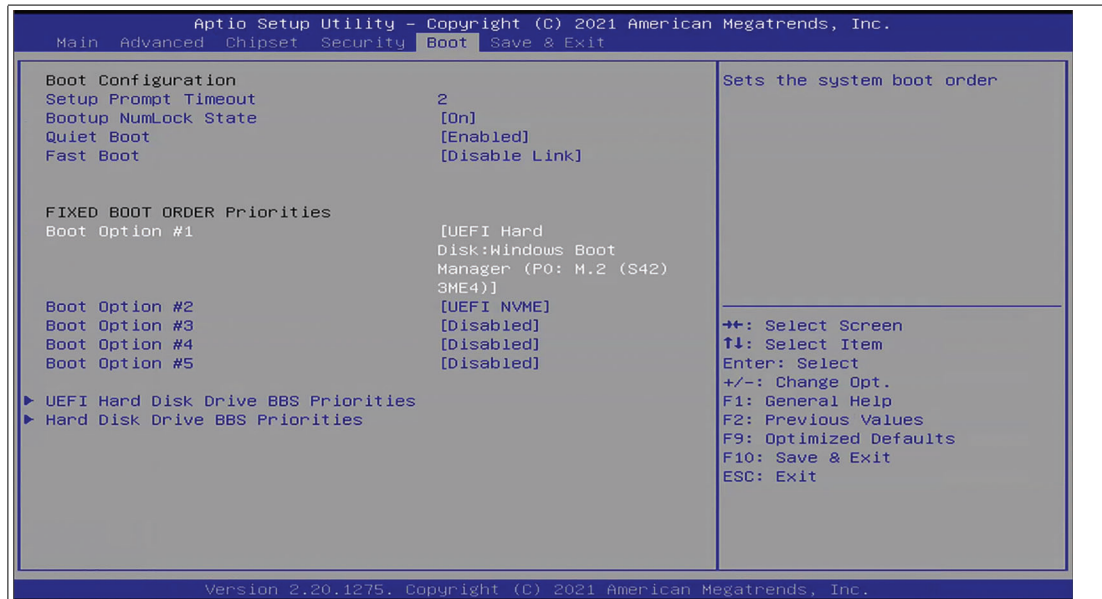 Aptio Setup Utility – Copyright (C) 2021 American Megatrends, Inc.
Main Advanced Chipset Security Boot Save & Exit
Boot Configuration
Setup Prompt Timeout 2
Bootup NumLock State [On]
Quiet Boot [Enabled]
Fast Boot [Disable Link]
FIXED BOOT ORDER Priorities
Boot Option #1 [UEFI Hard
Disk:Windows Boot
Manager (P0: M.2 (S42)
3ME4)]
Boot Option #2 [UEFI NVME]
Boot Option #3 [Disabled]
Boot Option #4 [Disabled]
Boot Option #5 [Disabled]
▶ UEFI Hard Disk Drive BBS Priorities
▶ Hard Disk Drive BBS Priorities
Sets the system boot order
→←: Select Screen
↑↓: Select Item
Enter: Select
+/-: Change Opt.
F1: General Help
F2: Previous Values
F9: Optimized Defaults
F10: Save & Exit
ESC: Exit
Version 2.20.1275. Copyright (C) 2021 American Megatrends, Inc.